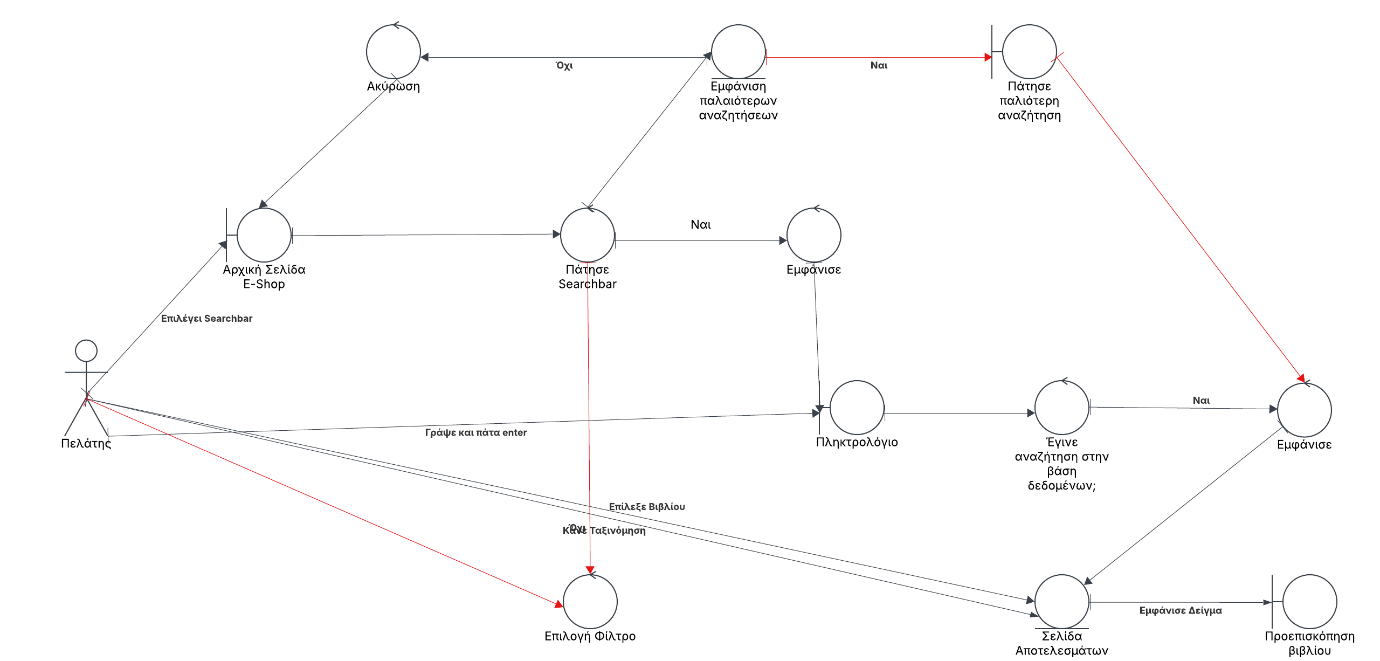 Όχι
Ναι
Ακύρωση
Εμφάνιση
παλαιότερων
αναζητήσεων
Πάτησε
παλιότερη
αναζήτηση
Ναι
Αρχική Σελίδα
E-Shop
Πάτησε
Searchbar
Εμφάνισε
Επιλέγει Searchbar
Πελάτης
Γράψε και πάτα enter
Πληκτρολόγιο
Έγινε
αναζήτηση στην
βάση
δεδομένων;
Ναι
Εμφάνισε
Επίλεξε Βιβλίου
Όχι
Κάνε Ταξινόμηση
Επιλογή Φίλτρο
Σελίδα
Αποτελεσμάτων
Εμφάνισε Δείγμα
Προεπισκόπηση
βιβλίου